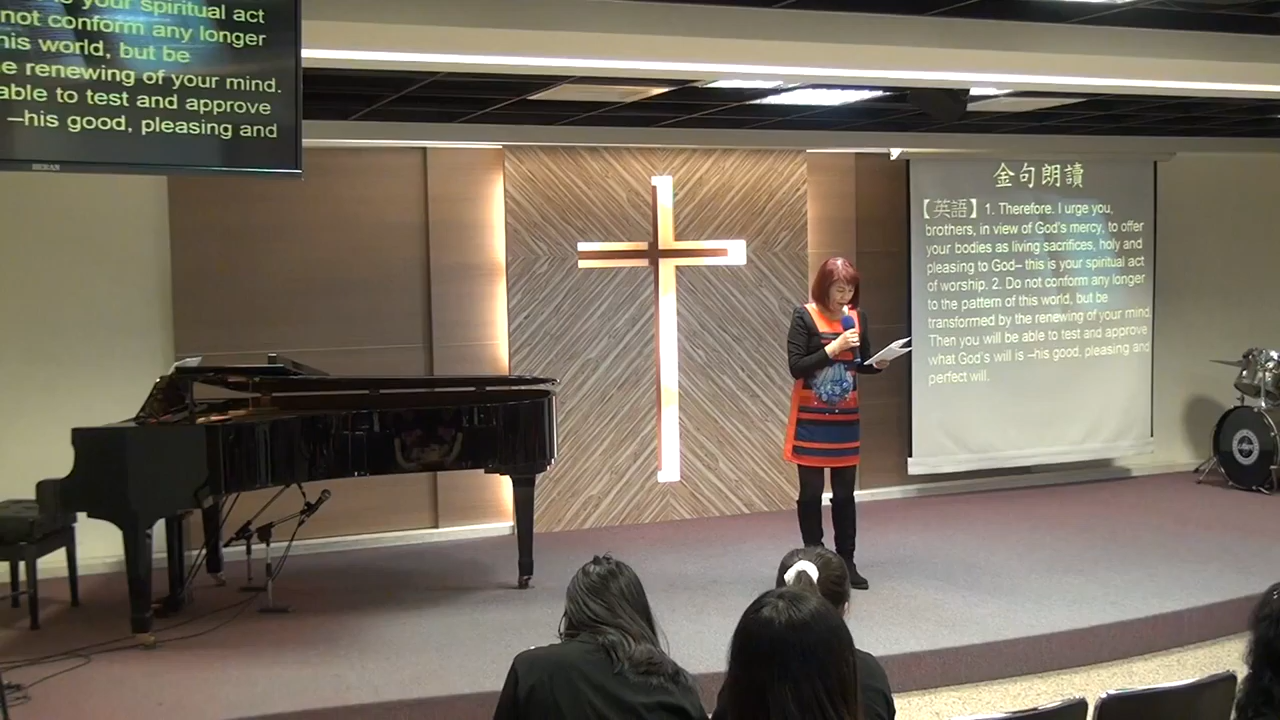 your spiritual act
not conform any longer
his world, but be
e renewing of your mind.
able to test and approve
–his good, pleasing and
金句朗讀
【英語】1. Therefore. I urge you,
brothers, in view of God's mercy, to offer
your bodies as living sacrifices, holy and
pleasing to God– this is your spiritual act
of worship. 2. Do not conform any longer
to the pattern of this world, but be
transformed by the renewing of your mind.
Then you will be able to test and approve
what God's will is –his good, pleasing and
perfect will.